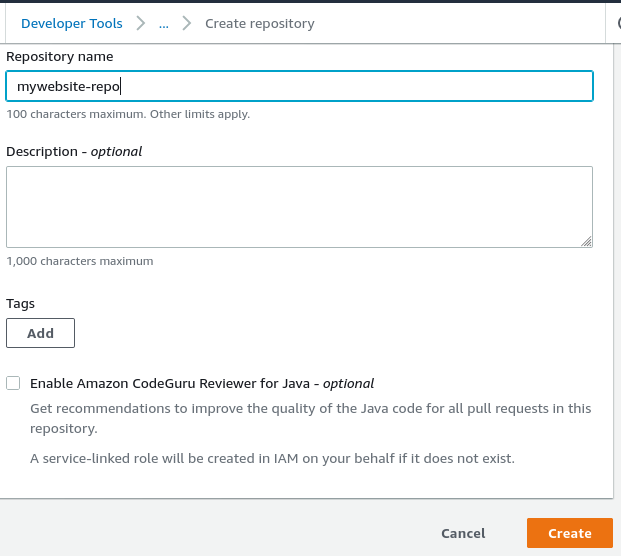 Developer Tools > ... > Create repository
Repository name
mywebsite-repo
100 characters maximum. Other limits apply.
Description - optional
1,000 characters maximum
Tags
Add
Enable Amazon CodeGuru Reviewer for Java - optional
Get recommendations to improve the quality of the Java code for all pull requests in this
repository.
A service-linked role will be created in IAM on your behalf if it does not exist.
Cancel
Create